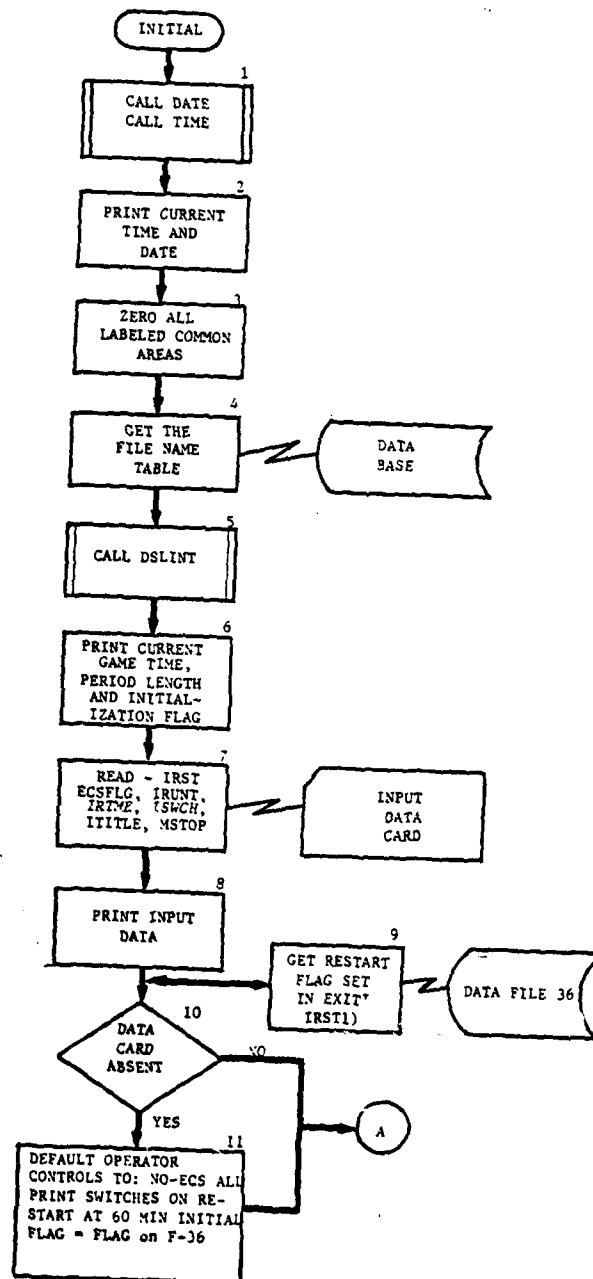 INITIAL
1
CALL DATE
CALL TIME
2
PRINT CURRENT
TIME AND
DATE
3
ZERO ALL
LABELED COMMON
AREAS
4
GET THE
FILE NAME
TABLE
DATA
BASE
5
CALL DSLINT
6
PRINT CURRENT
GAME TIME,
PERIOD LENGTH
AND INITIAL-
IZATION FLAG
7
READ - IRST
ECSFLG, IRUNT,
IRTME, ISWCH,
ITITLE, MSTOP
INPUT
DATA
CARD
8
PRINT INPUT
DATA
9
GET RESTART
FLAG SET
IN EXIT
IRST1)
DATA FILE 36
10
DATA
CARD
ABSENT
NO
YES
A
11
DEFAULT OPERATOR
CONTROLS TO: NO-ECS ALL
PRINT SWITCHES ON RE-
START AT 60 MIN INITIAL
FLAG = FLAG on F-36